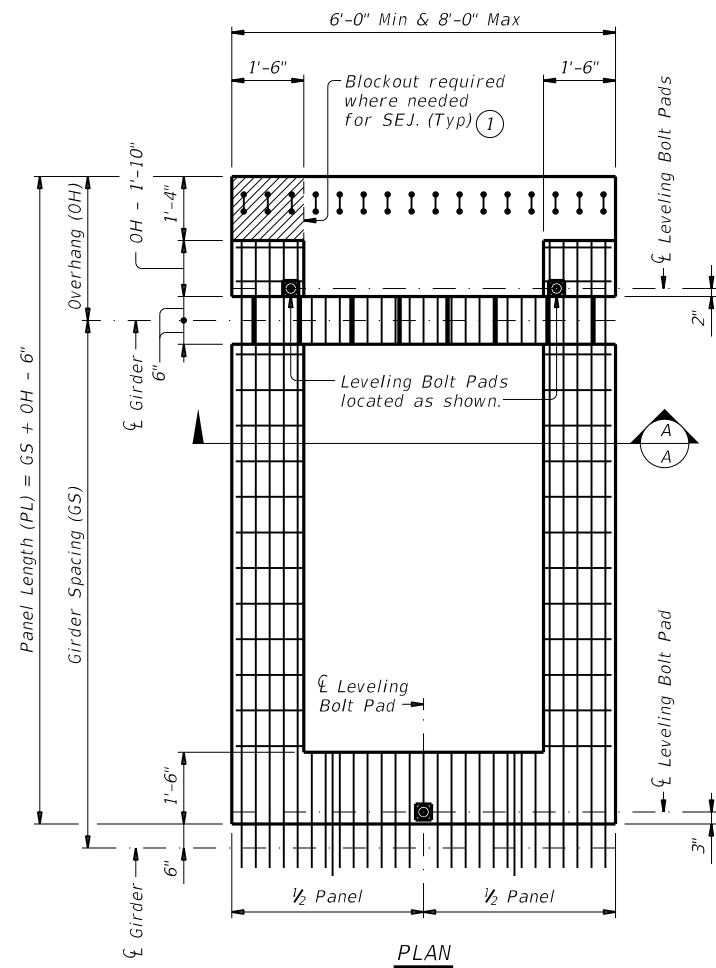 6'-0" Min & 8'-0" Max
1'-6"
1'-6"
Blockout required
where needed
for SEJ. (Typ) 1
℄ Leveling Bolt Pads
OH - 1'-10"
1'-4"
Overhang (OH)
2"
6"
℄ Girder
Leveling Bolt Pads
located as shown.
A
A
Panel Length (PL) = GS + OH - 6"
Girder Spacing (GS)
℄ Leveling
Bolt Pad
℄ Leveling Bolt Pad
1'-6"
3"
6"
℄ Girder
½ Panel
½ Panel
PLAN